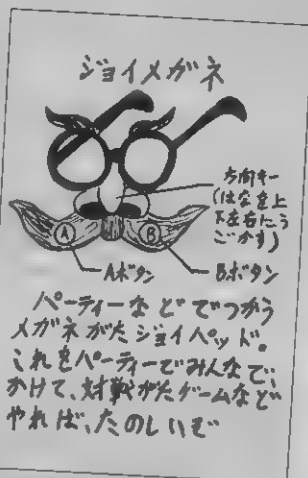 ジョイメガネ
方向キー
(はなを上
下左右にう
ごかす)
Ⓐ
Ⓑ
Aボタン
Bボタン
パーティーなどでつかう
メガネがたジョイパッド。
これをパーティーでみんなで、
かけて、対戦がたゲームなど
やれば、たのしいぞ